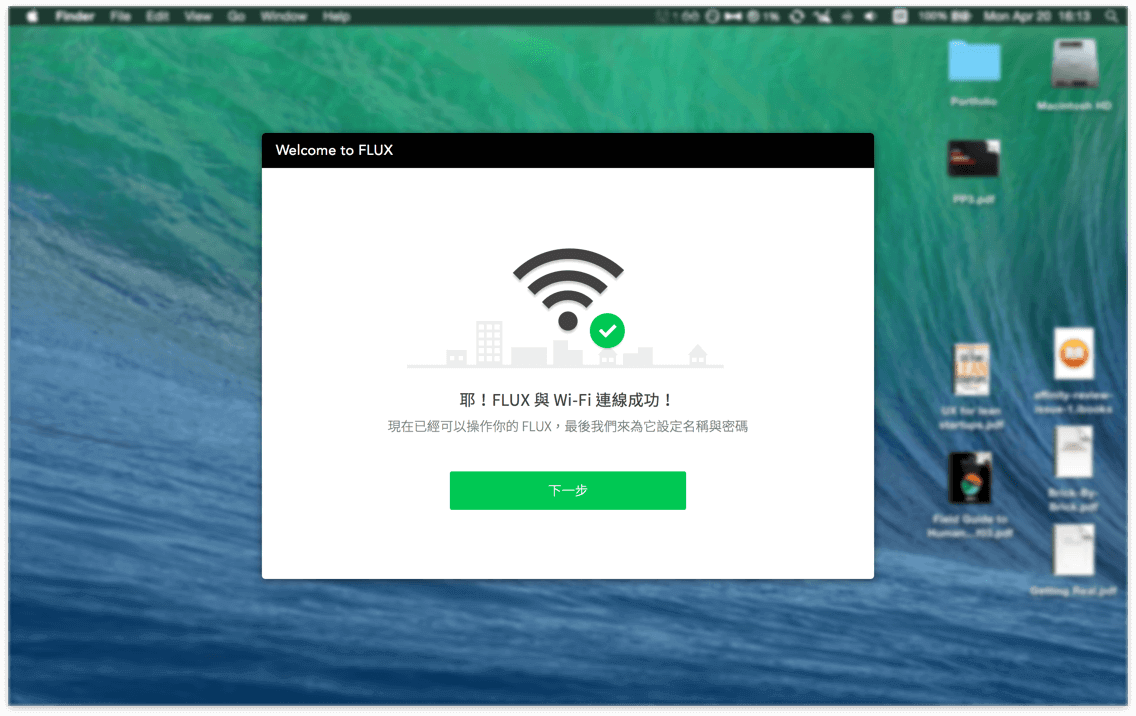 Finder File Edit View Go Window Help 100% Mon Apr 20 16:13
Portfolio
Macintosh HD
PP3.pdf
Welcome to FLUX
耶！FLUX 與 Wi-Fi 連線成功！
現在已經可以操作你的 FLUX，最後我們來為它設定名稱與密碼
下一步
affinity-review-
issue-1.ibooks
UX for lean
startups.pdf
Brick-By-
Brick.pdf
Field Guide to
Human....pdf
Getting Real.pdf